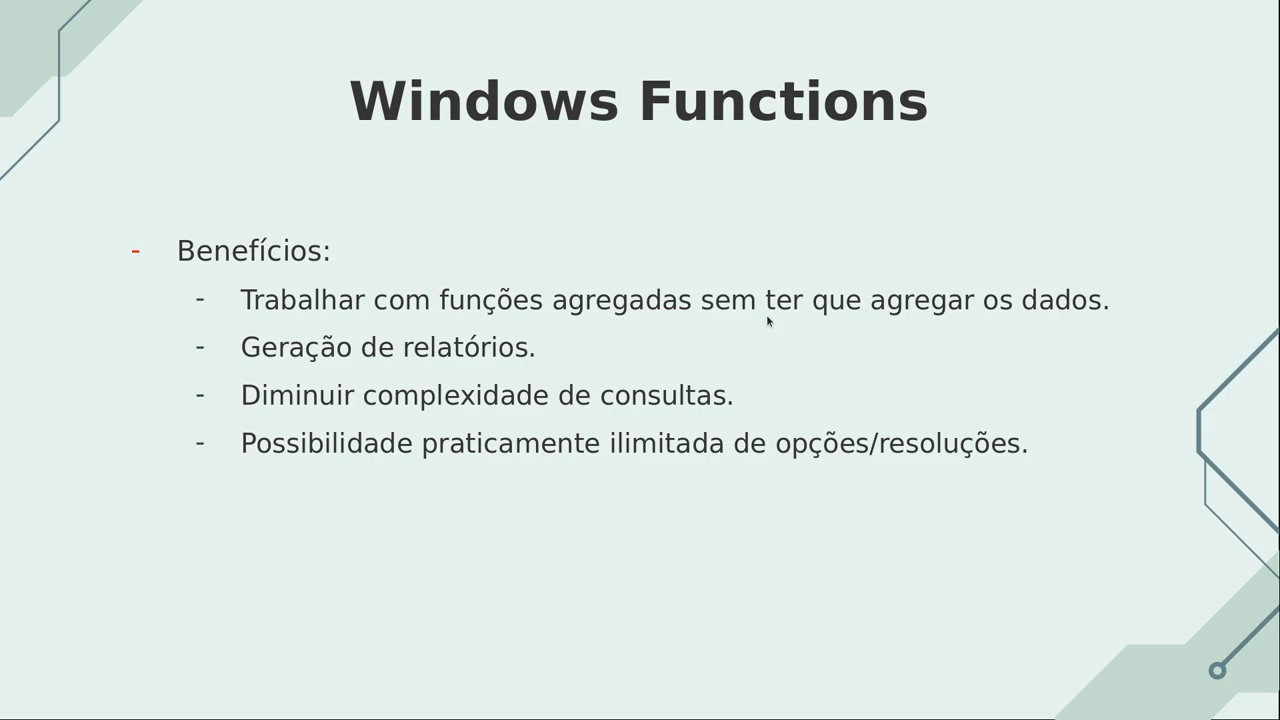 Windows Functions
- Benefícios:
- Trabalhar com funções agregadas sem ter que agregar os dados.
- Geração de relatórios.
- Diminuir complexidade de consultas.
- Possibilidade praticamente ilimitada de opções/resoluções.